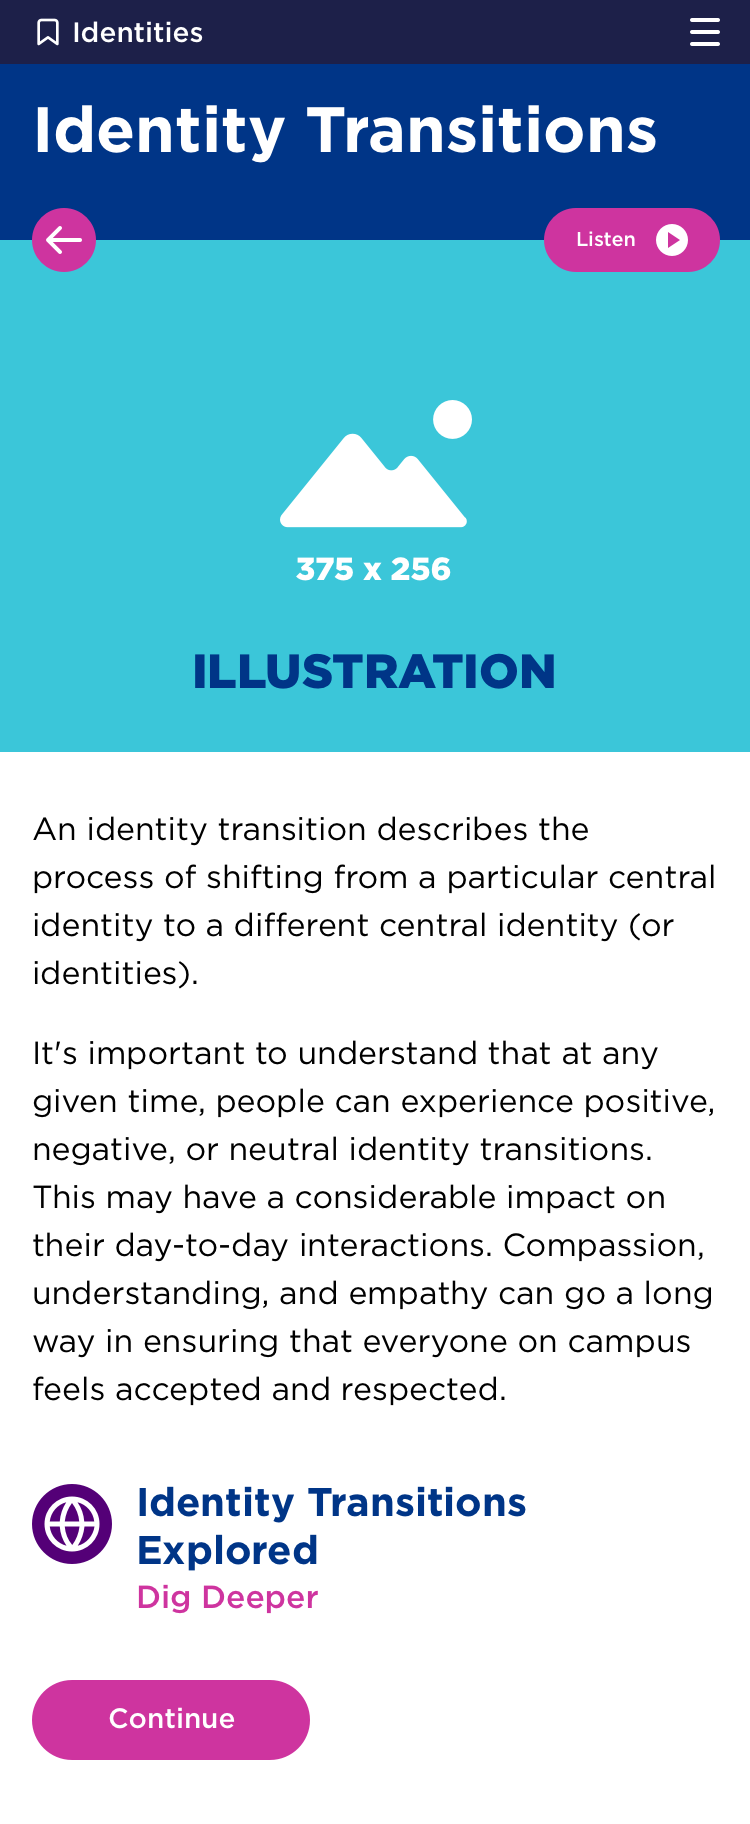 Identities
Identity Transitions
Listen
375 x 256
ILLUSTRATION
An identity transition describes the
process of shifting from a particular central
identity to a different central identity (or
identities).
It's important to understand that at any
given time, people can experience positive,
negative, or neutral identity transitions.
This may have a considerable impact on
their day-to-day interactions. Compassion,
understanding, and empathy can go a long
way in ensuring that everyone on campus
feels accepted and respected.
Identity Transitions
Explored
Dig Deeper
Continue